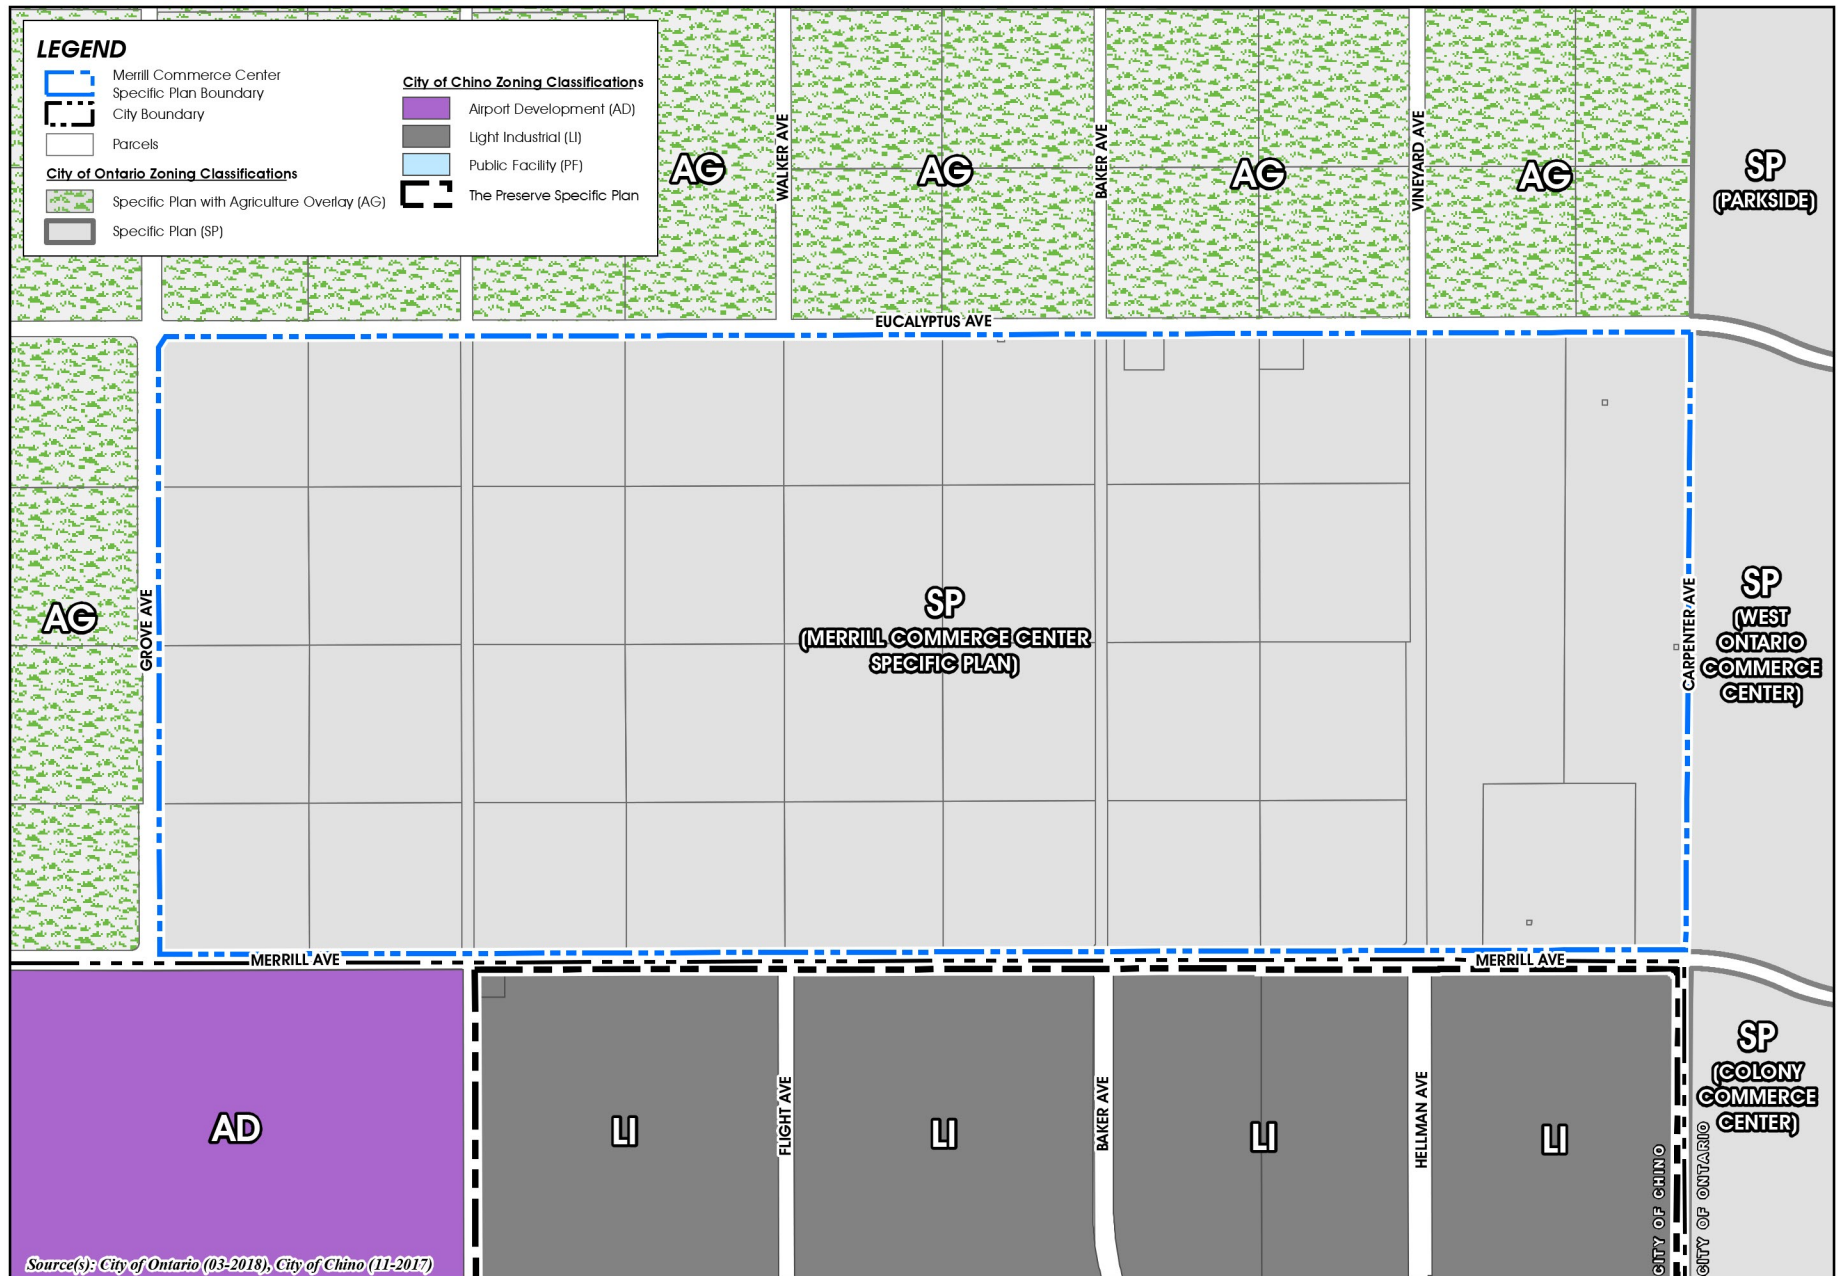 LEGEND
Merrill Commerce Center
Specific Plan Boundary
City Boundary
Parcels
City of Ontario Zoning Classifications
Specific Plan with Agriculture Overlay (AG)
Specific Plan (SP)
City of Chino Zoning Classifications
Airport Development (AD)
Light Industrial (LI)
Public Facility (PF)
The Preserve Specific Plan
AG
WALKER AVE
AG
BAKER AVE
AG
VINEYARD AVE
AG
SP
(PARKSIDE)
EUCALYPTUS AVE
AG
GROVE AVE
SP
(MERRILL COMMERCE CENTER
SPECIFIC PLAN)
CARPENTER AVE
SP
(WEST
ONTARIO
COMMERCE
CENTER)
MERRILL AVE
MERRILL AVE
AD
LI
FLIGHT AVE
LI
BAKER AVE
LI
HELLMAN AVE
LI
CITY OF CHINO
CITY OF ONTARIO
SP
(COLONY
COMMERCE
CENTER)
Source(s): City of Ontario (03-2018), City of Chino (11-2017)